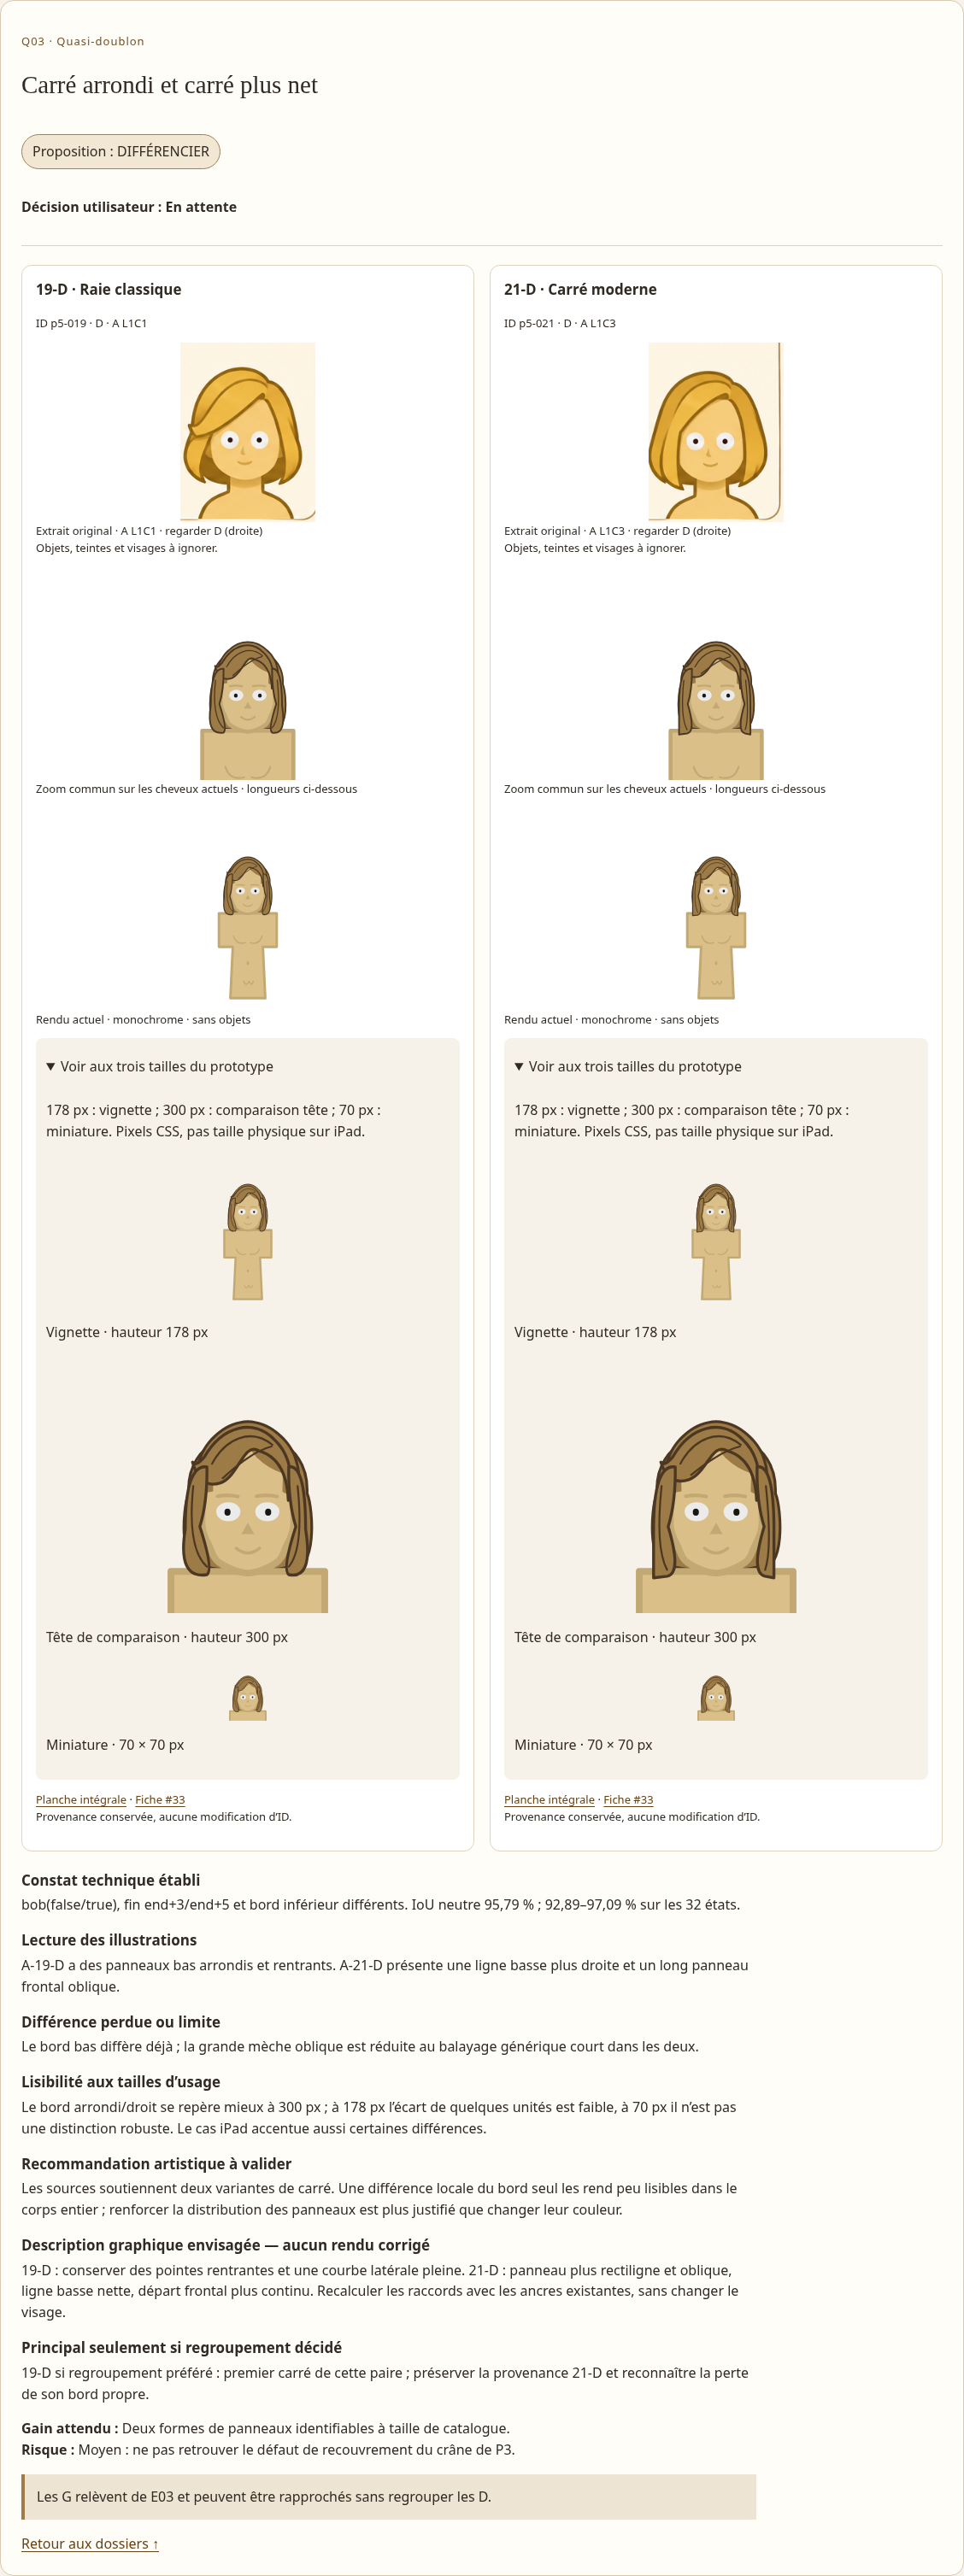 Q03 · Quasi-doublon
Carré arrondi et carré plus net
Proposition : DIFFÉRENCIER
Décision utilisateur : En attente
19-D · Raie classique
ID p5-019 · D · A L1C1
Extrait original · A L1C1 · regarder D (droite)
Objets, teintes et visages à ignorer.
Zoom commun sur les cheveux actuels · longueurs ci-dessous
Rendu actuel · monochrome · sans objets
▼ Voir aux trois tailles du prototype
178 px : vignette ; 300 px : comparaison tête ; 70 px :
miniature. Pixels CSS, pas taille physique sur iPad.
Vignette · hauteur 178 px
Tête de comparaison · hauteur 300 px
Miniature · 70 × 70 px
Planche intégrale · Fiche #33
Provenance conservée, aucune modification d’ID.
21-D · Carré moderne
ID p5-021 · D · A L1C3
Extrait original · A L1C3 · regarder D (droite)
Objets, teintes et visages à ignorer.
Zoom commun sur les cheveux actuels · longueurs ci-dessous
Rendu actuel · monochrome · sans objets
▼ Voir aux trois tailles du prototype
178 px : vignette ; 300 px : comparaison tête ; 70 px :
miniature. Pixels CSS, pas taille physique sur iPad.
Vignette · hauteur 178 px
Tête de comparaison · hauteur 300 px
Miniature · 70 × 70 px
Planche intégrale · Fiche #33
Provenance conservée, aucune modification d’ID.
Constat technique établi
bob(false/true), fin end+3/end+5 et bord inférieur différents. IoU neutre 95,79 % ; 92,89–97,09 % sur les 32 états.
Lecture des illustrations
A-19-D a des panneaux bas arrondis et rentrants. A-21-D présente une ligne basse plus droite et un long panneau
frontal oblique.
Différence perdue ou limite
Le bord bas diffère déjà ; la grande mèche oblique est réduite au balayage générique court dans les deux.
Lisibilité aux tailles d’usage
Le bord arrondi/droit se repère mieux à 300 px ; à 178 px l’écart de quelques unités est faible, à 70 px il n’est pas
une distinction robuste. Le cas iPad accentue aussi certaines différences.
Recommandation artistique à valider
Les sources soutiennent deux variantes de carré. Une différence locale du bord seul les rend peu lisibles dans le
corps entier ; renforcer la distribution des panneaux est plus justifié que changer leur couleur.
Description graphique envisagée — aucun rendu corrigé
19-D : conserver des pointes rentrantes et une courbe latérale pleine. 21-D : panneau plus rectiligne et oblique,
ligne basse nette, départ frontal plus continu. Recalculer les raccords avec les ancres existantes, sans changer le
visage.
Principal seulement si regroupement décidé
19-D si regroupement préféré : premier carré de cette paire ; préserver la provenance 21-D et reconnaître la perte
de son bord propre.
Gain attendu : Deux formes de panneaux identifiables à taille de catalogue.
Risque : Moyen : ne pas retrouver le défaut de recouvrement du crâne de P3.
Les G relèvent de E03 et peuvent être rapprochés sans regrouper les D.
Retour aux dossiers ↑